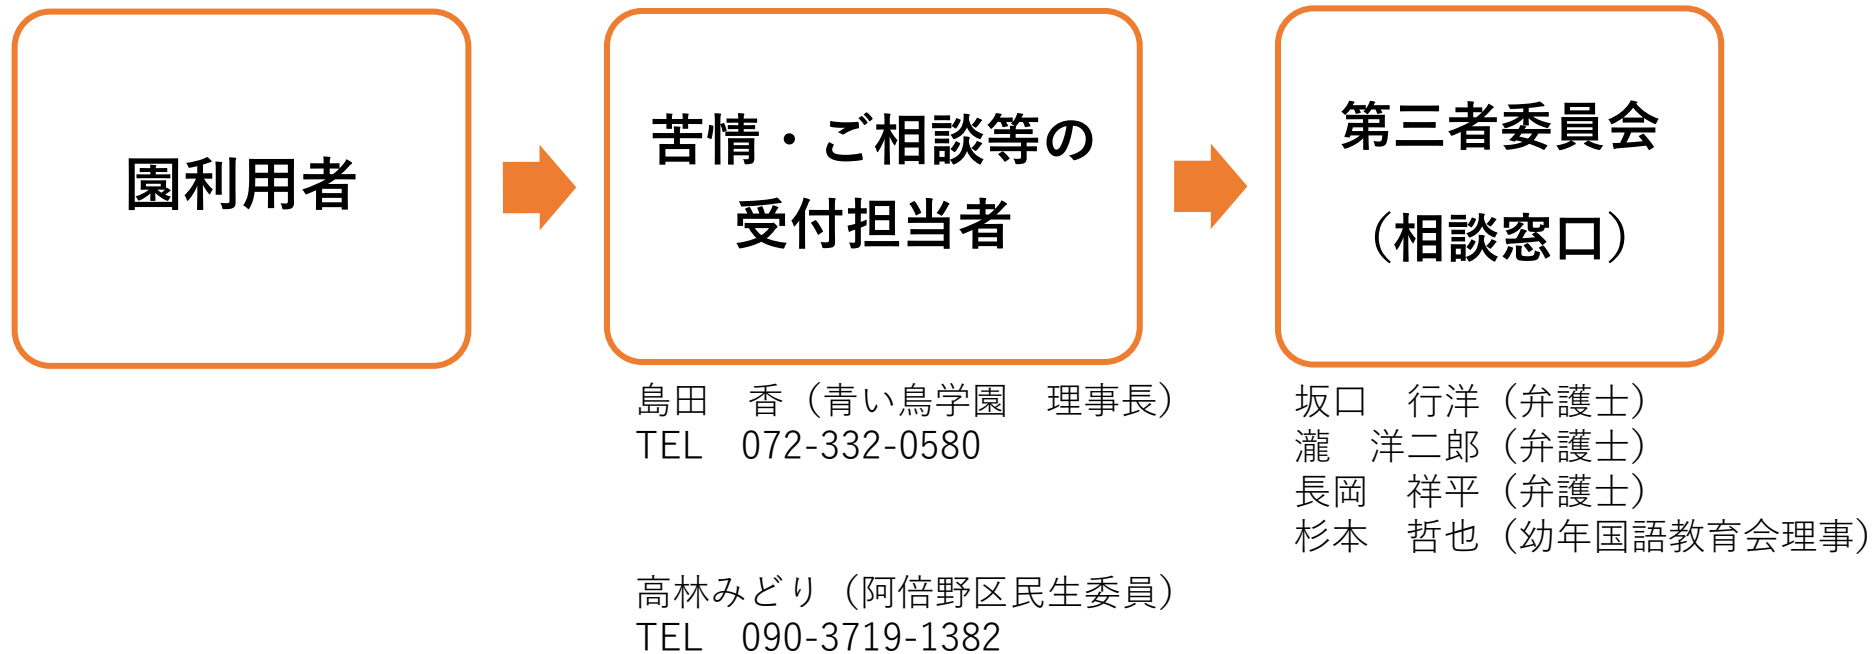 園利用者
苦情・ご相談等の
受付担当者
島田　香（青い鳥学園　理事長）
TEL　072-332-0580
高林みどり（阿倍野区民生委員）
TEL　090-3719-1382
第三者委員会
（相談窓口）
坂口　行洋（弁護士）
瀧　洋二郎（弁護士）
長岡　祥平（弁護士）
杉本　哲也（幼年国語教育会理事）